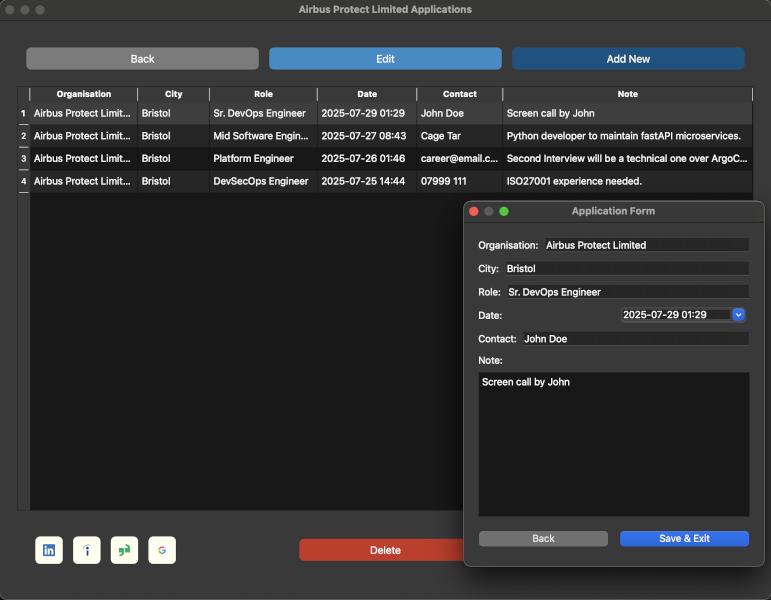 Airbus Protect Limited Applications
Back Edit Add New
Organisation City Role Date Contact Note
1 Airbus Protect Limit... Bristol Sr. DevOps Engineer 2025-07-29 01:29 John Doe Screen call by John
2 Airbus Protect Limit... Bristol Mid Software Engin... 2025-07-27 08:43 Cage Tar Python developer to maintain fastAPI microservices.
3 Airbus Protect Limit... Bristol Platform Engineer 2025-07-26 01:46 career@email.c... Second Interview will be a technical one over ArgoC...
4 Airbus Protect Limit... Bristol DevSecOps Engineer 2025-07-25 14:44 07999 111 ISO27001 experience needed.
Application Form
Organisation: Airbus Protect Limited
City: Bristol
Role: Sr. DevOps Engineer
Date: 2025-07-29 01:29
Contact: John Doe
Note:
Screen call by John
Back Save & Exit
in i G
Delete